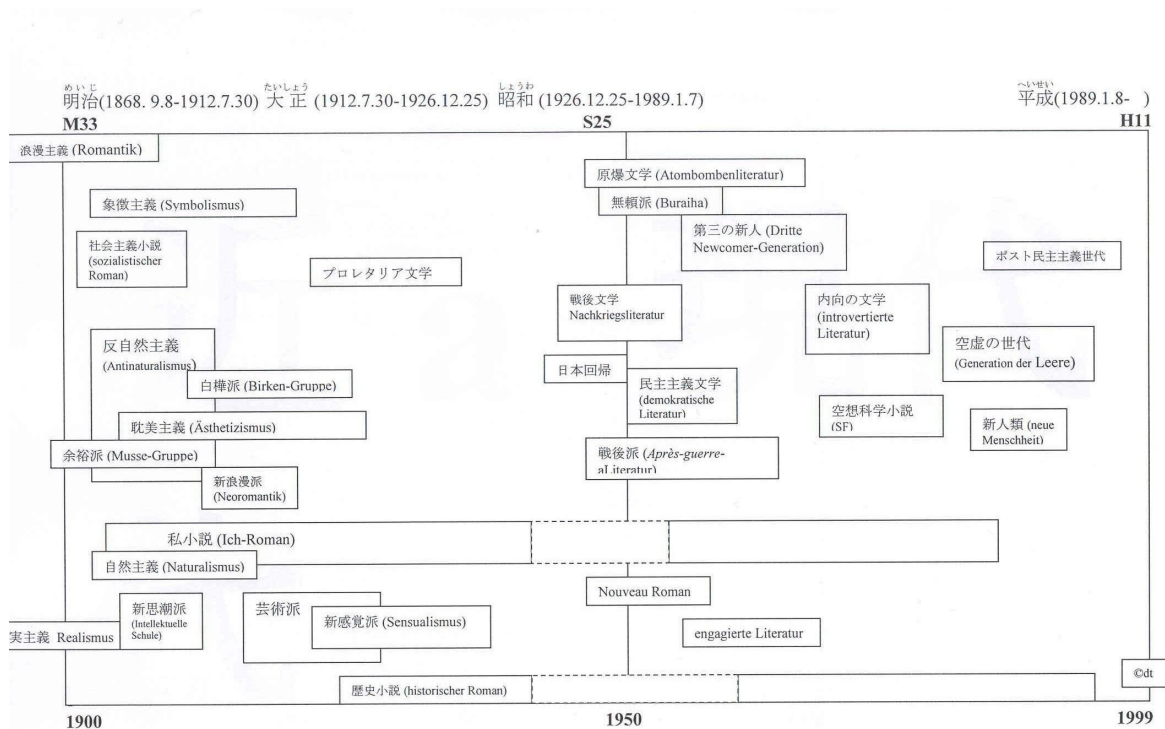 めいじ たいしょう しょうわ へいせい
明治(1868. 9.8-1912.7.30) 大 正 (1912.7.30-1926.12.25) 昭和 (1926.12.25-1989.1.7) 平成(1989.1.8- )
M33 S25 H11
浪漫主義 (Romantik)
原爆文学 (Atombombenliteratur)
象徴主義 (Symbolismus)
無頼派 (Buraiha)
第三の新人 (Dritte
Newcomer-Generation)
社会主義小説
(sozialistischer
Roman)
プロレタリア文学
ポスト民主主義世代
戦後文学
Nachkriegsliteratur
内向の文学
(introvertierte
Literatur)
反自然主義
(Antinaturalismus)
空虚の世代
(Generation der Leere)
日本回帰
白樺派 (Birken-Gruppe)
民主主義文学
(demokratische
Literatur)
耽美主義 (Ästhetizismus)
空想科学小説
(SF)
新人類 (neue
Menschheit)
余裕派 (Musse-Gruppe)
戦後派 (Après-guerre-
aLiteratur)
新浪漫派
(Neoromantik)
私小説 (Ich-Roman)
自然主義 (Naturalismus)
Nouveau Roman
新思潮派
(Intellektuelle
Schule)
芸術派
新感覚派 (Sensualismus)
実主義 Realismus
engagierte Literatur
©dt
歴史小説 (historischer Roman)
1900 1950 1999